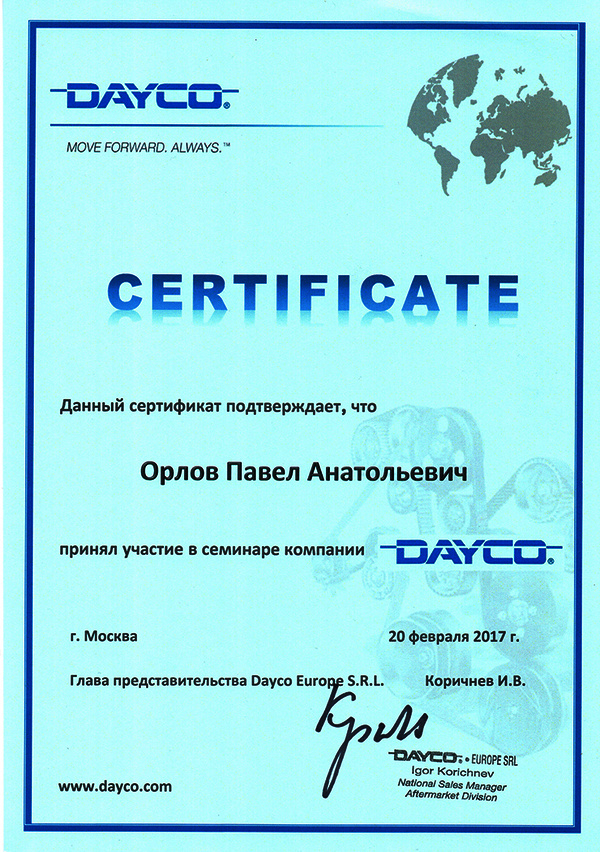 DAYCO®
MOVE FORWARD. ALWAYS.™
CERTIFICATE
Данный сертификат подтверждает, что
Орлов Павел Анатольевич
принял участие в семинаре компании DAYCO®
г. Москва 20 февраля 2017 г.
Глава представительства Dayco Europe S.R.L. Коричнев И.В.
DAYCO® • EUROPE SRL
Igor Korichnev
National Sales Manager
Aftermarket Division
www.dayco.com